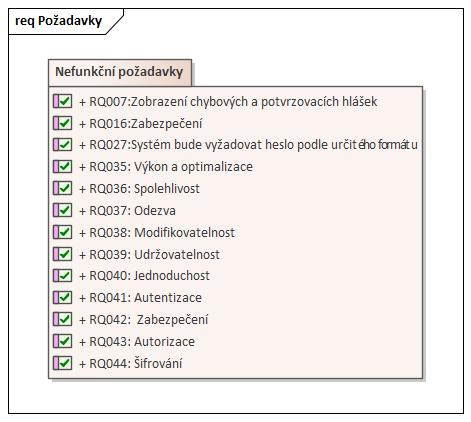 req Požadavky
Nefunkční požadavky
+ RQ007:Zobrazení chybových a potvrzovacích hlášek
+ RQ016:Zabezpečení
+ RQ027:Systém bude vyžadovat heslo podle určitého formátu
+ RQ035: Výkon a optimalizace
+ RQ036: Spolehlivost
+ RQ037: Odezva
+ RQ038: Modifikovatelnost
+ RQ039: Udržovatelnost
+ RQ040: Jednoduchost
+ RQ041: Autentizace
+ RQ042:  Zabezpečení
+ RQ043: Autorizace
+ RQ044: Šifrování